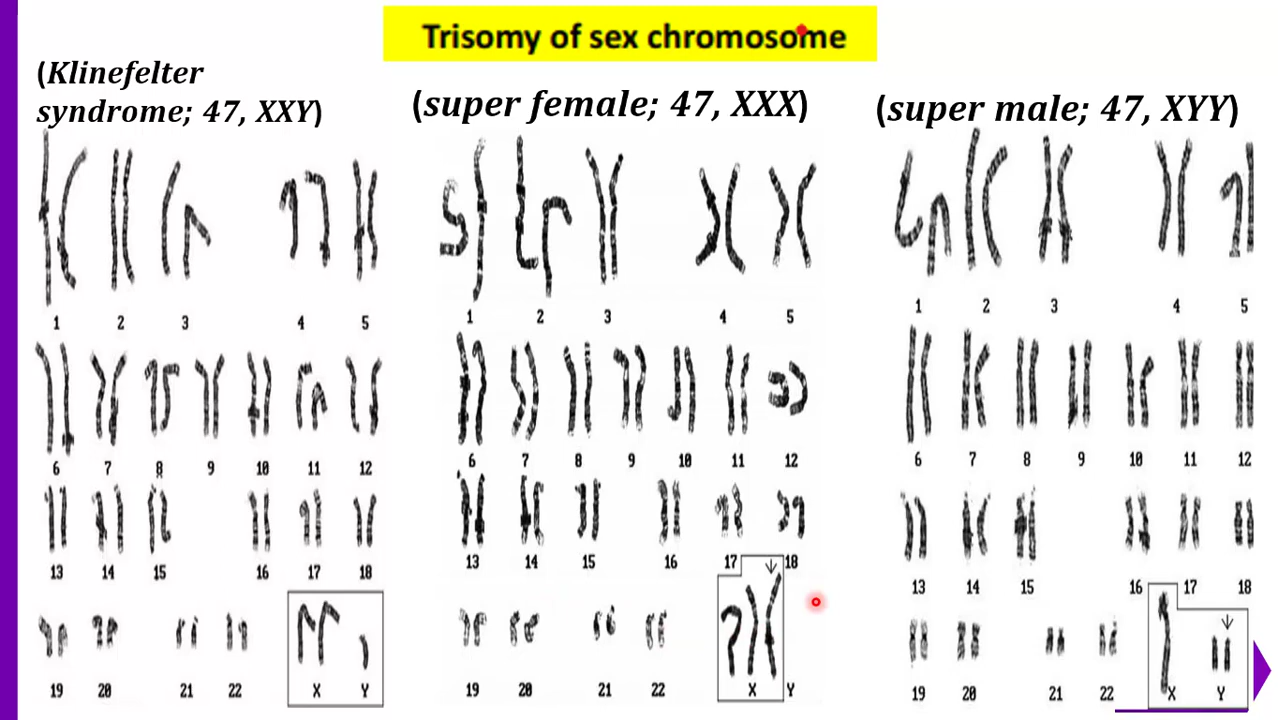 Trisomy of sex chromosome
(Klinefelter
syndrome; 47, XXY)
1 2 3 4 5
6 7 8 9 10 11 12
13 14 15 16 17 18
19 20 21 22 X Y
(super female; 47, XXX)
1 2 3 4 5
6 7 8 9 10 11 12
13 14 15 16 17 18
19 20 21 22 X Y
(super male; 47, XYY)
1 2 3 4 5
6 7 8 9 10 11 12
13 14 15 16 17 18
19 20 21 22 X Y